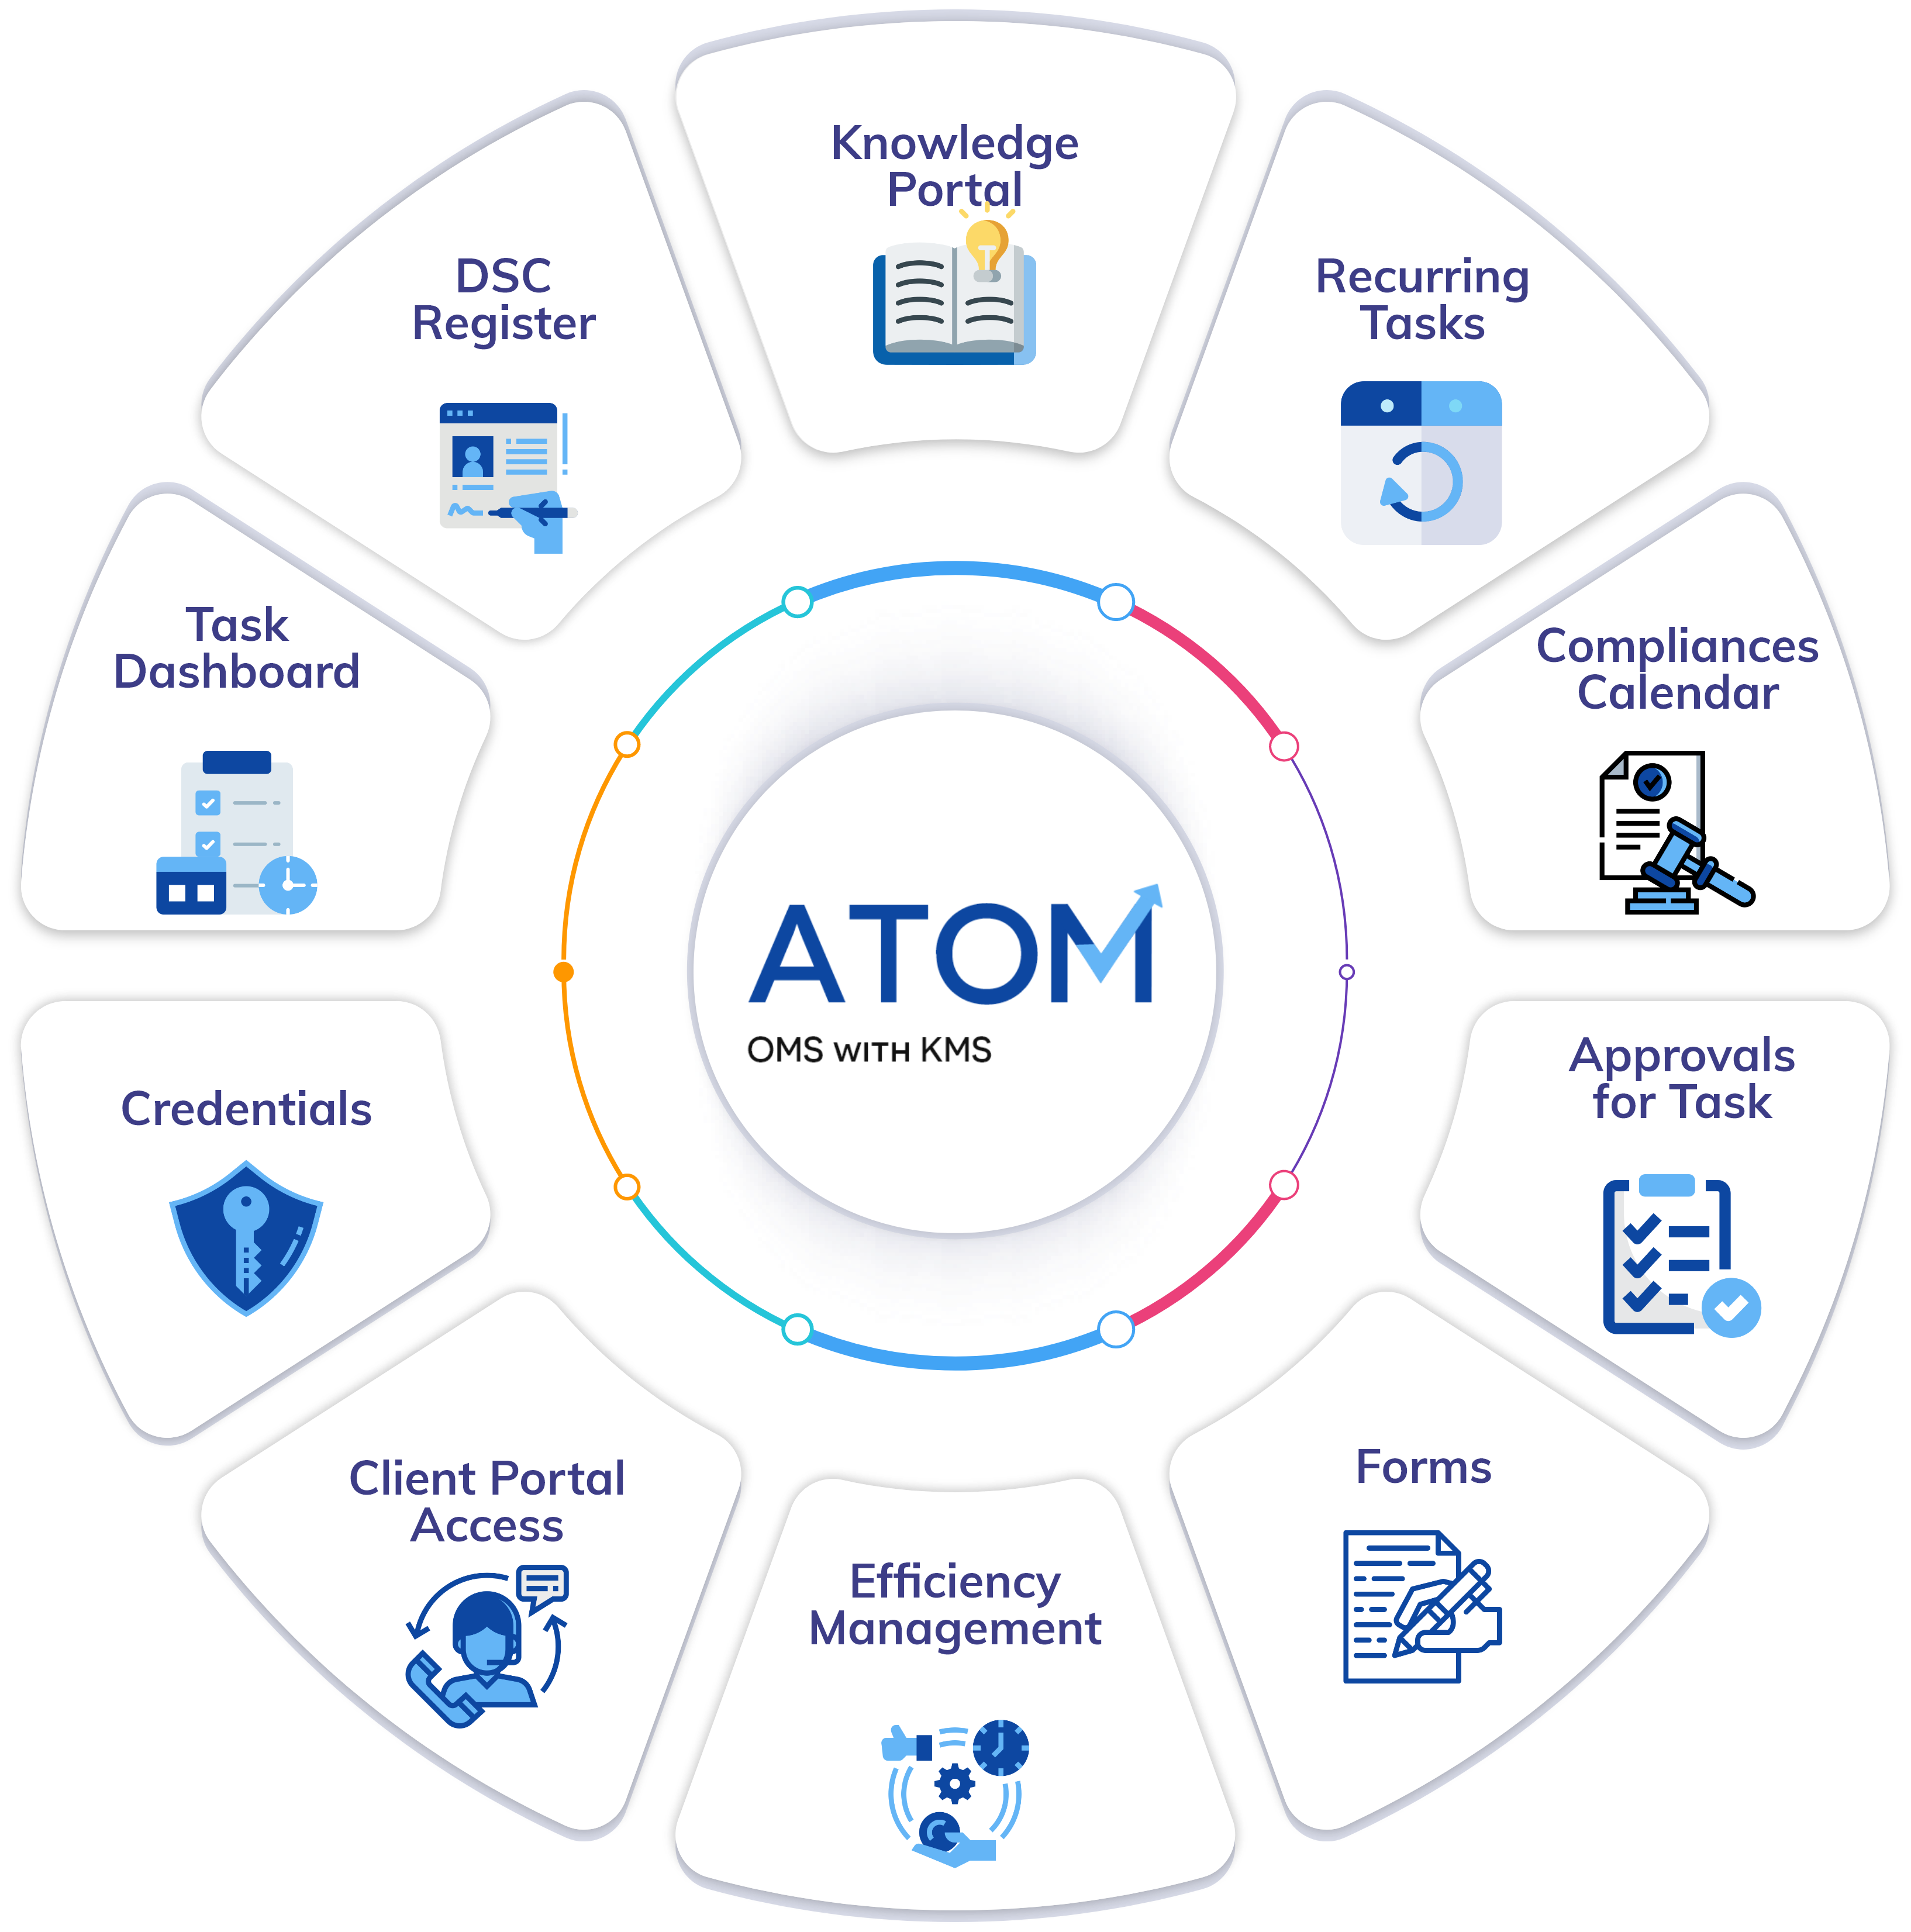 Knowledge
Portal
Recurring
Tasks
Compliances
Calendar
Approvals
for Task
Forms
Efficiency
Management
Client Portal
Access
Credentials
Task
Dashboard
DSC
Register
ATOM
OMS WITH KMS